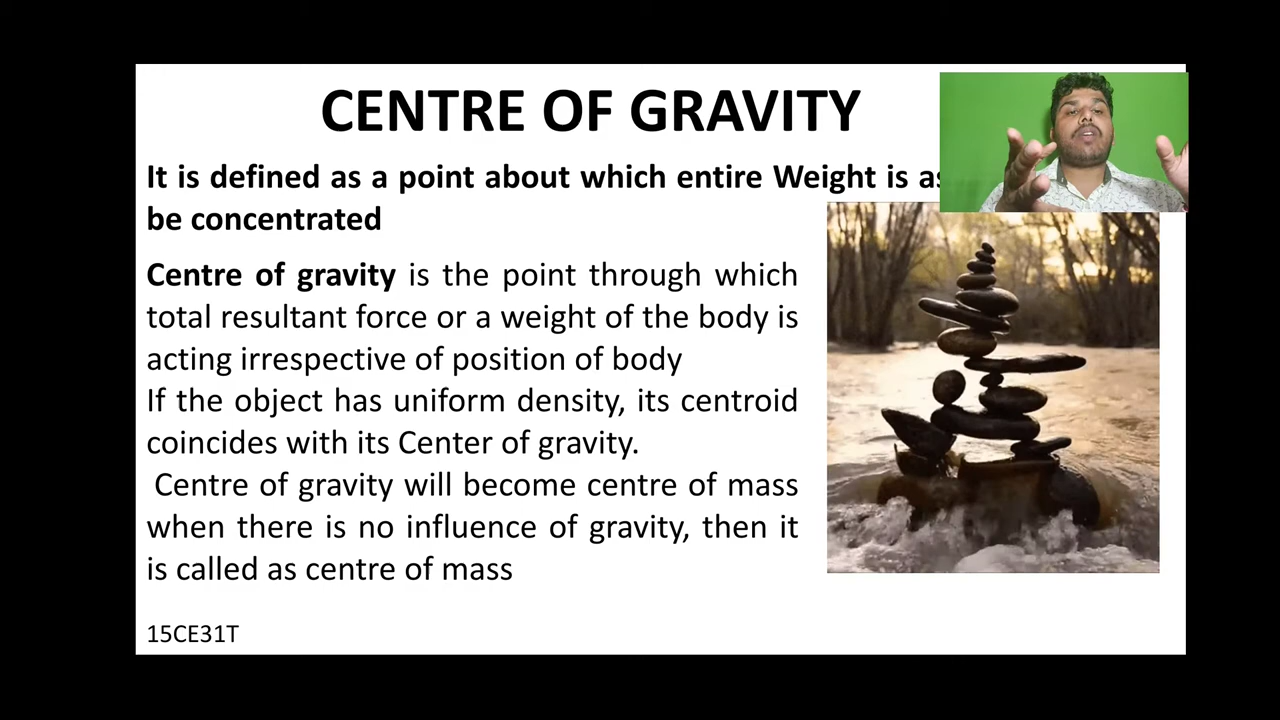 CENTRE OF GRAVITY
It is defined as a point about which entire Weight is
be concentrated
Centre of gravity is the point through which
total resultant force or a weight of the body is
acting irrespective of position of body
If the object has uniform density, its centroid
coincides with its Center of gravity.
Centre of gravity will become centre of mass
when there is no influence of gravity, then it
is called as centre of mass
15CE31T